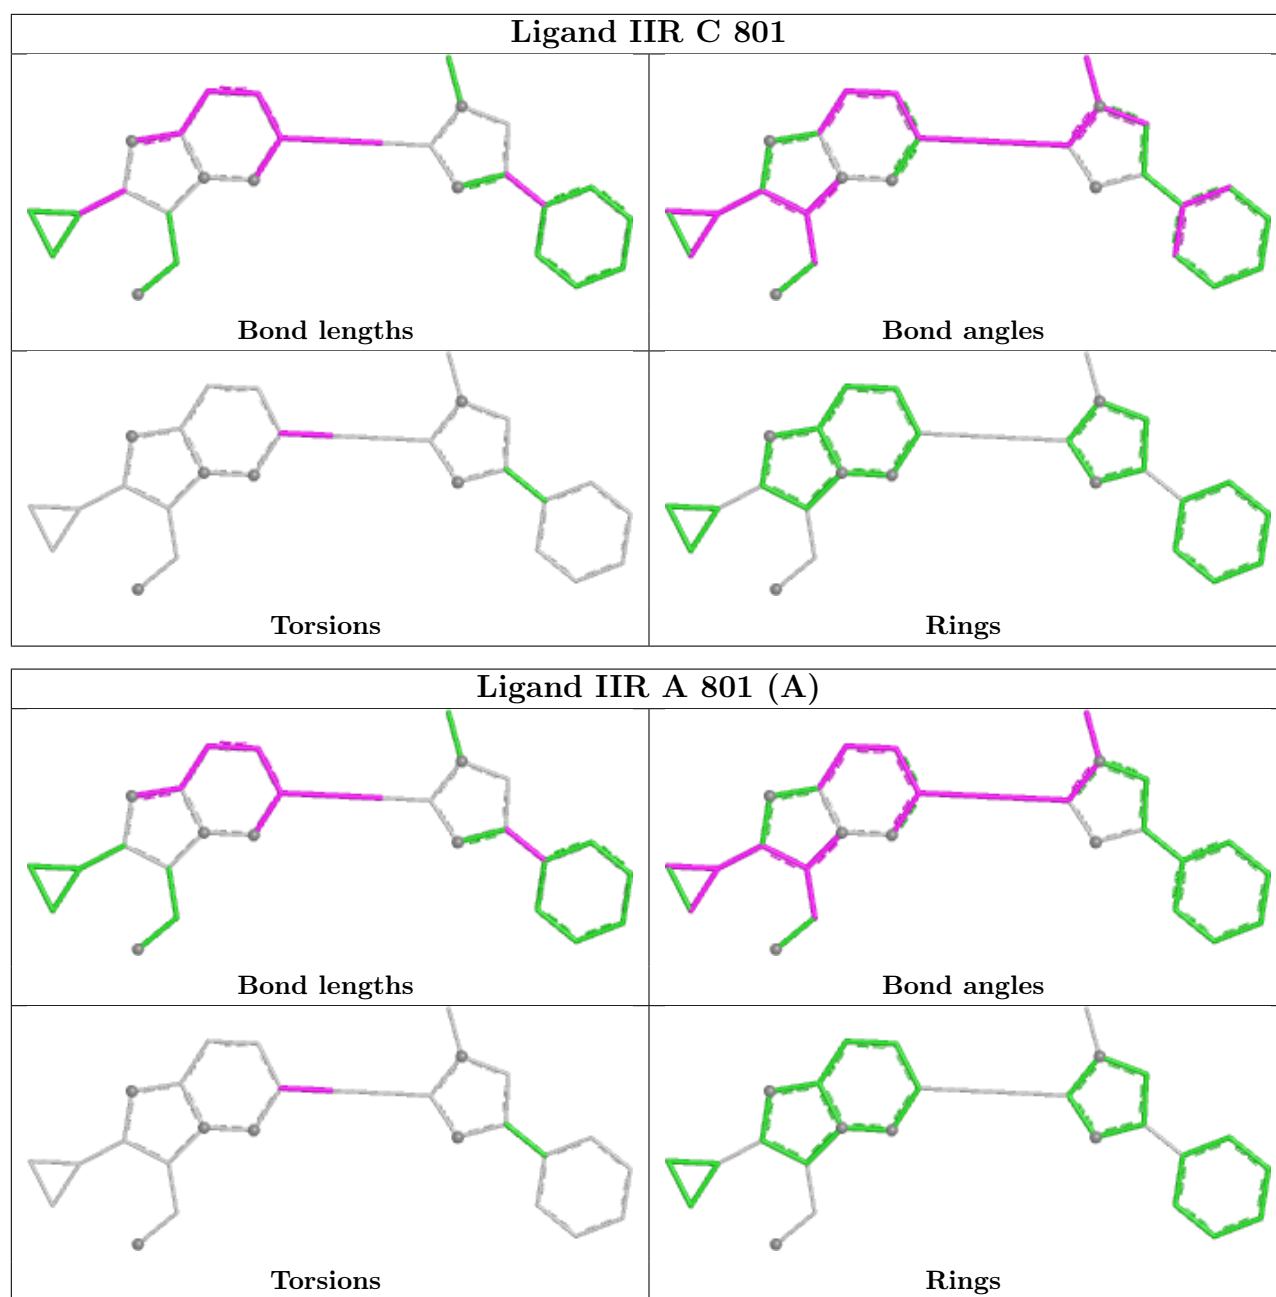 Ligand IIR C 801
Bond lengths
Bond angles
Torsions
Rings
Ligand IIR A 801 (A)
Bond lengths
Bond angles
Torsions
Rings